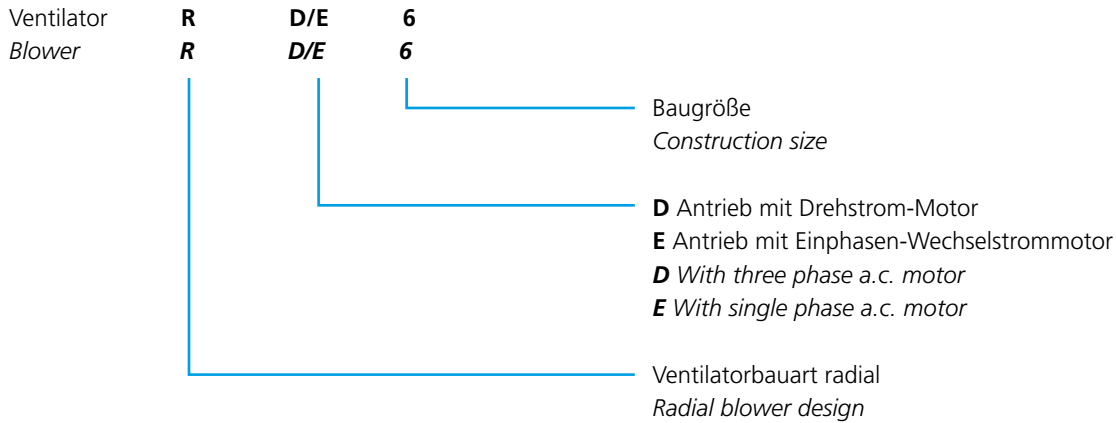 Ventilator R D/E 6
Blower R D/E 6
Baugröße
Construction size
D Antrieb mit Drehstrom-Motor
E Antrieb mit Einphasen-Wechselstrommotor
D With three phase a.c. motor
E With single phase a.c. motor
Ventilatorbauart radial
Radial blower design